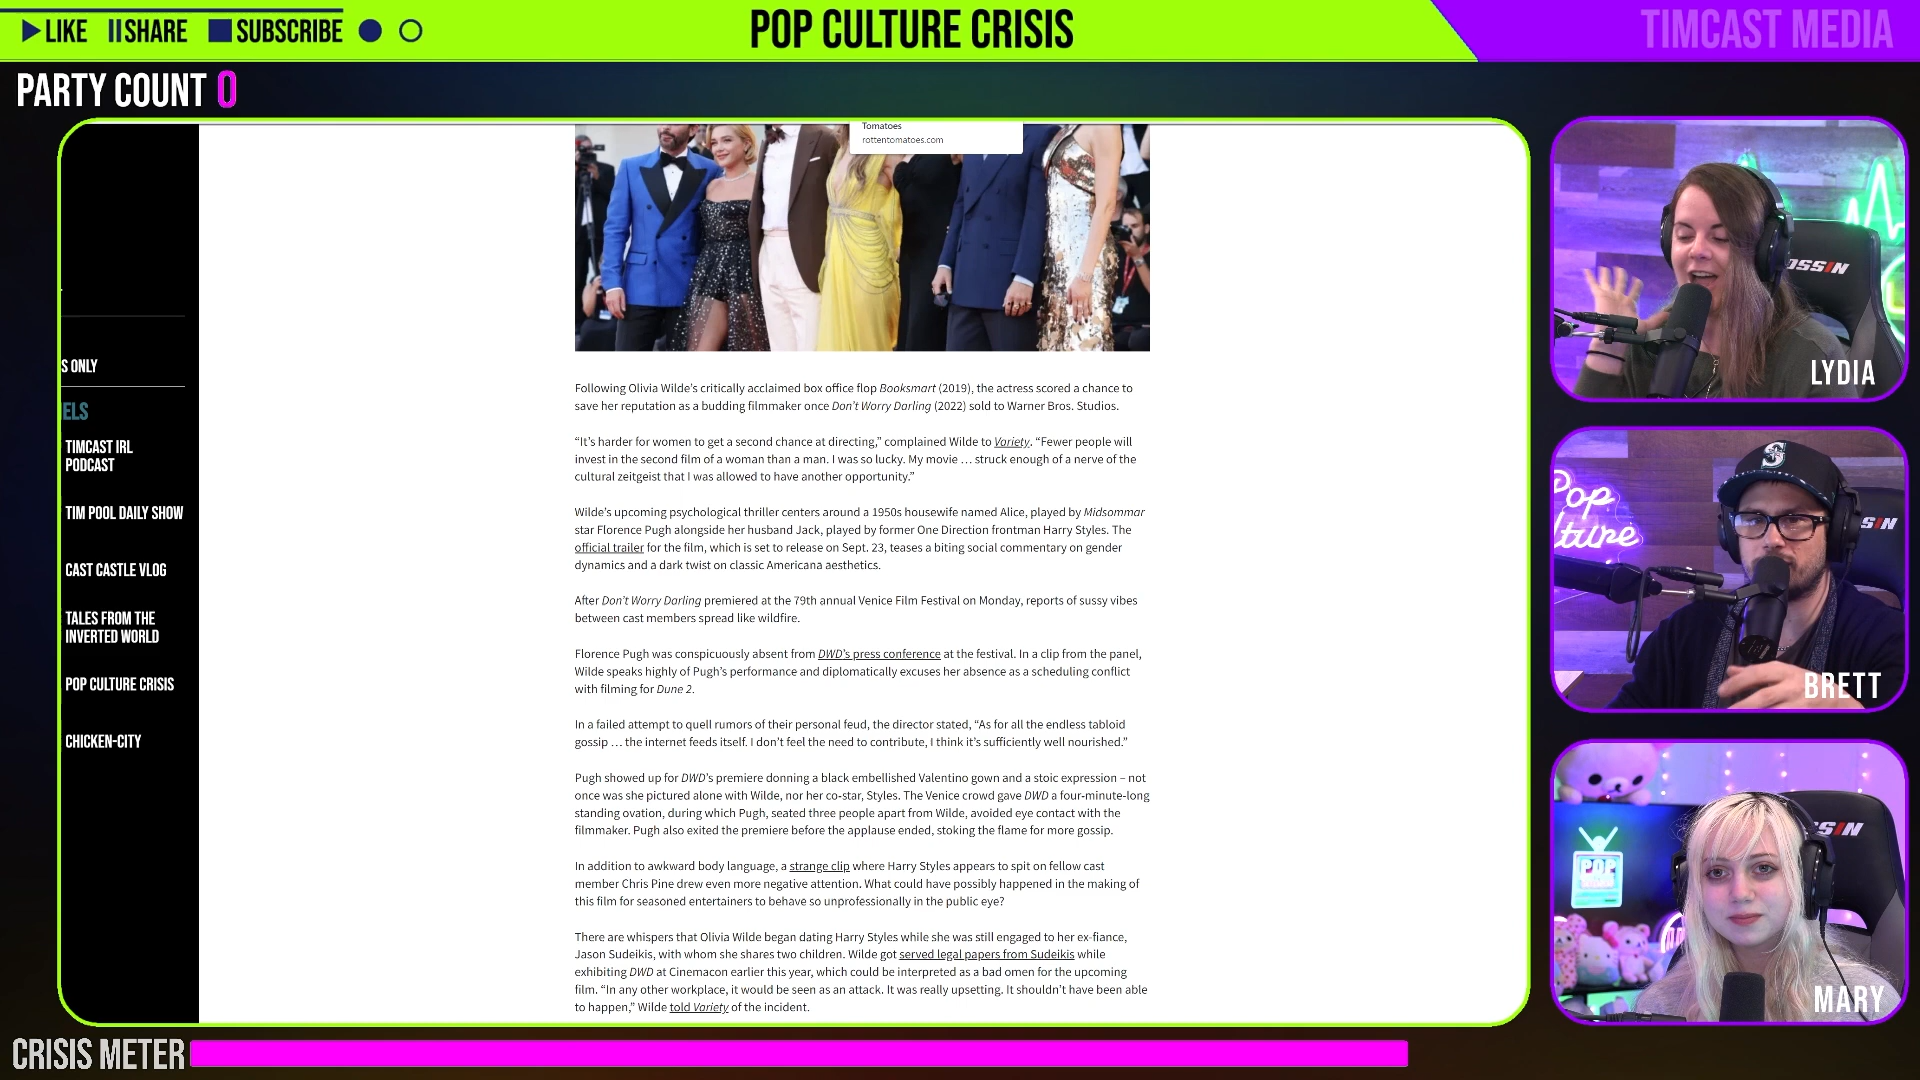 LIKE SHARE SUBSCRIBE
POP CULTURE CRISIS
TIMCAST MEDIA
PARTY COUNT 0
Tomatoes
rottentomatoes.com
S ONLY
ELS
TIMCAST IRL
PODCAST
TIM POOL DAILY SHOW
CAST CASTLE VLOG
TALES FROM THE
INVERTED WORLD
POP CULTURE CRISIS
CHICKEN-CITY
Following Olivia Wilde's critically acclaimed box office flop Booksmart (2019), the actress scored a chance to
save her reputation as a budding filmmaker once Don't Worry Darling (2022) sold to Warner Bros. Studios.
“It's harder for women to get a second chance at directing,” complained Wilde to Variety. “Fewer people will
invest in the second film of a woman than a man. I was so lucky. My movie … struck enough of a nerve of the
cultural zeitgeist that I was allowed to have another opportunity.”
Wilde's upcoming psychological thriller centers around a 1950s housewife named Alice, played by Midsommar
star Florence Pugh alongside her husband Jack, played by former One Direction frontman Harry Styles. The
official trailer for the film, which is set to release on Sept. 23, teases a biting social commentary on gender
dynamics and a dark twist on classic Americana aesthetics.
After Don't Worry Darling premiered at the 79th annual Venice Film Festival on Monday, reports of sussy vibes
between cast members spread like wildfire.
Florence Pugh was conspicuously absent from DWD's press conference at the festival. In a clip from the panel,
Wilde speaks highly of Pugh's performance and diplomatically excuses her absence as a scheduling conflict
with filming for Dune 2.
In a failed attempt to quell rumors of their personal feud, the director stated, “As for all the endless tabloid
gossip … the internet feeds itself. I don't feel the need to contribute, I think it's sufficiently well nourished.”
Pugh showed up for DWD's premiere donning a black embellished Valentino gown and a stoic expression – not
once was she pictured alone with Wilde, nor her co-star, Styles. The Venice crowd gave DWD a four-minute-long
standing ovation, during which Pugh, seated three people apart from Wilde, avoided eye contact with the
filmmaker. Pugh also exited the premiere before the applause ended, stoking the flame for more gossip.
In addition to awkward body language, a strange clip where Harry Styles appears to spit on fellow cast
member Chris Pine drew even more negative attention. What could have possibly happened in the making of
this film for seasoned entertainers to behave so unprofessionally in the public eye?
There are whispers that Olivia Wilde began dating Harry Styles while she was still engaged to her ex-fiance,
Jason Sudeikis, with whom she shares two children. Wilde got served legal papers from Sudeikis while
exhibiting DWD at Cinemacon earlier this year, which could be interpreted as a bad omen for the upcoming
film. “In any other workplace, it would be seen as an attack. It was really upsetting. It shouldn't have been able
to happen,” Wilde told Variety of the incident.
OSSIN
LYDIA
Pop
lture
S
SIN
BRETT
POP
SSIN
MARY
CRISIS METER